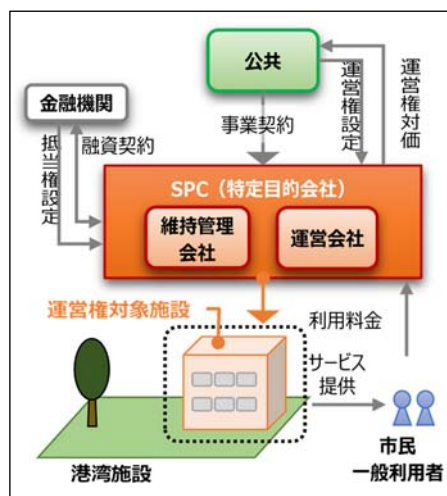 公共
金融機関
事業契約
運営権設定
運営権対価
抵当権設定
融資契約
SPC（特定目的会社）
維持管理
会社
運営会社
運営権対象施設
利用料金
サービス
提供
港湾施設
市民
一般利用者